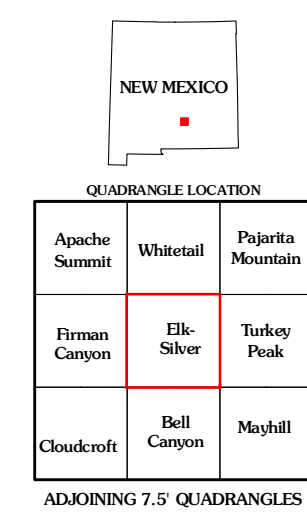 NEW MEXICO
QUADRANGLE LOCATION
Apache
Summit
Whitetail
Pajarita
Mountain
Firman
Canyon
Elk-
Silver
Turkey
Peak
Cloudcroft
Bell
Canyon
Mayhill
ADJOINING 7.5' QUADRANGLES